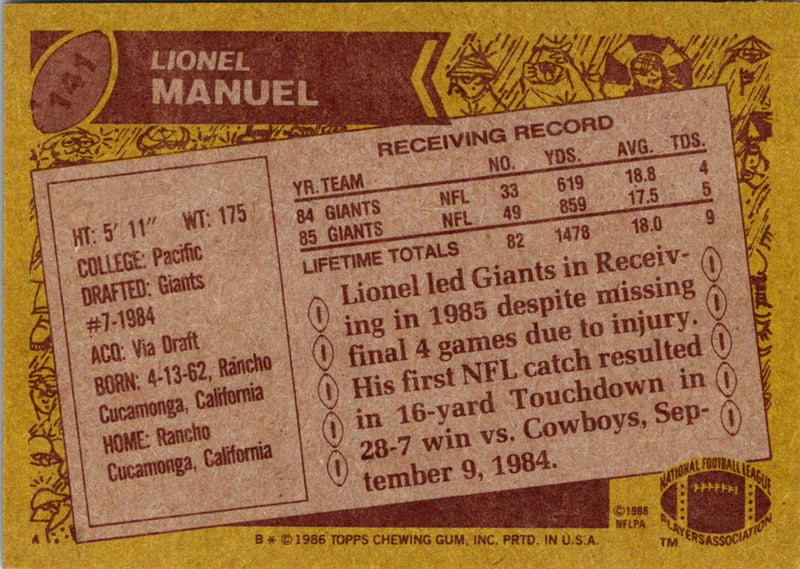 141
LIONEL
MANUEL
RECEIVING RECORD
YR. TEAM NO. YDS. AVG. TDS.
84 GIANTS NFL 33 619 18.8 4
85 GIANTS NFL 49 859 17.5 5
LIFETIME TOTALS 82 1478 18.0 9
HT: 5' 11" WT: 175
COLLEGE: Pacific
DRAFTED: Giants
#7-1984
ACQ: Via Draft
BORN: 4-13-62, Rancho
Cucamonga, California
HOME: Rancho
Cucamonga, California
Lionel led Giants in Receiv-
ing in 1985 despite missing
final 4 games due to injury.
His first NFL catch resulted
in 16-yard Touchdown in
28-7 win vs. Cowboys, Sep-
tember 9, 1984.
©1986
NFLPA
NATIONAL FOOTBALL LEAGUE
PLAYERS ASSOCIATION
TM
B* ©1986 TOPPS CHEWING GUM, INC. PRTD. IN U.S.A.